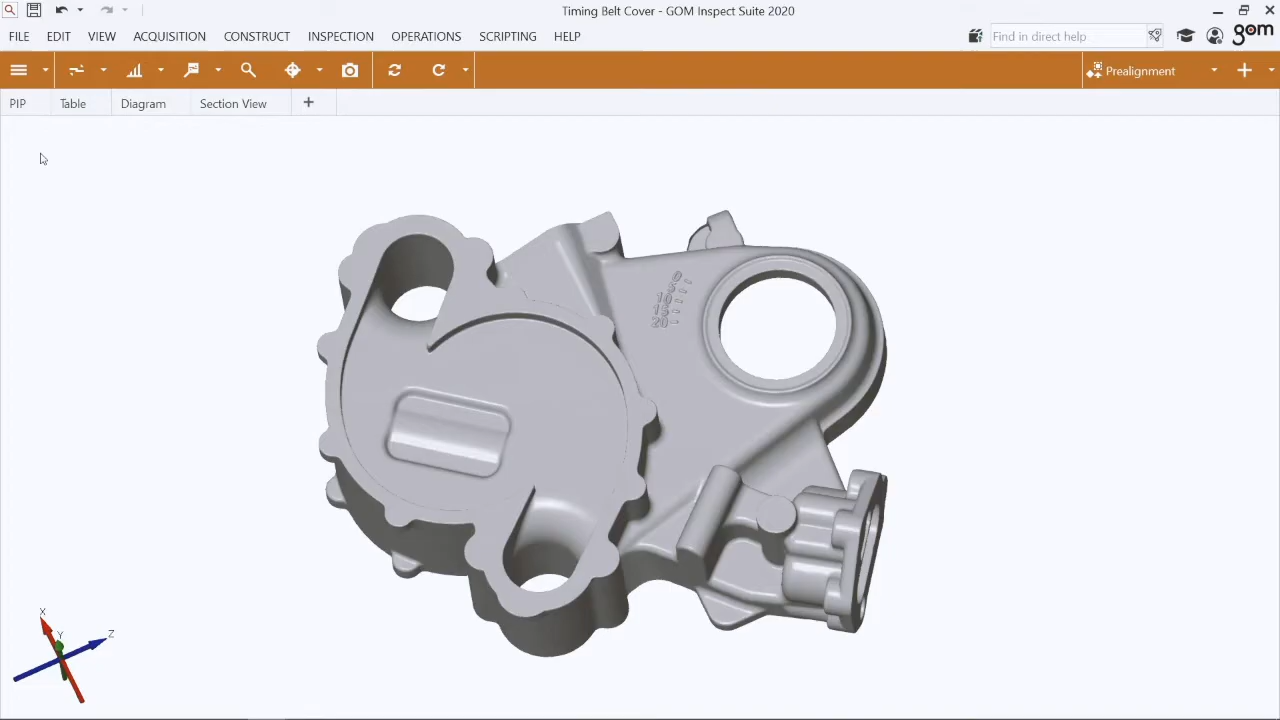 Timing Belt Cover - GOM Inspect Suite 2020
FILE EDIT VIEW ACQUISITION CONSTRUCT INSPECTION OPERATIONS SCRIPTING HELP
Find in direct help
gom
Prealignment
PIP Table Diagram Section View
X
Y
Z